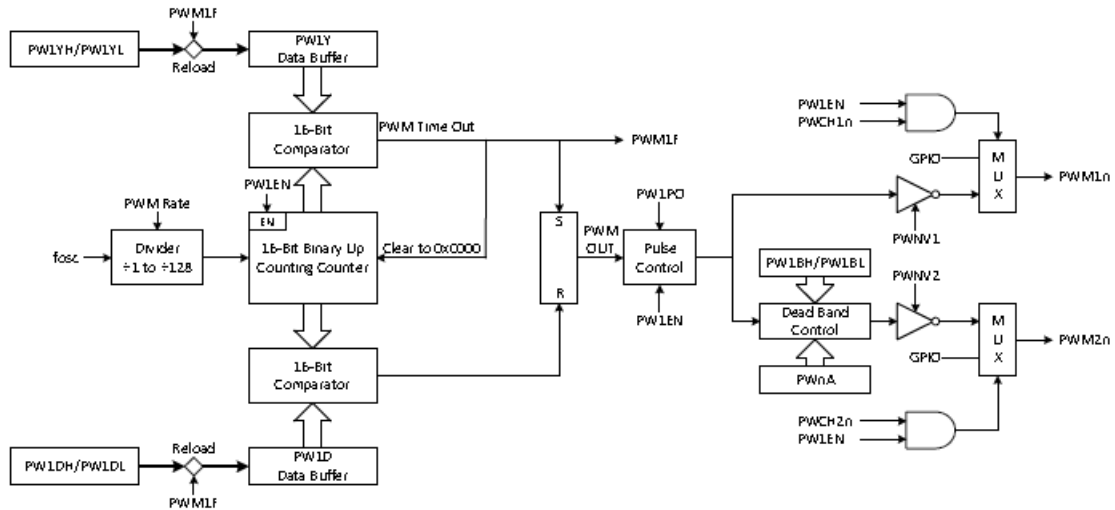 PWM1F
PW1YH/PW1YL
Reload
PW1Y
Data Buffer
16-Bit
Comparator
PWM Time Out
PWM1F
PW1EN
PWCH1n
GPIO
M
U
X
PWM1n
PWNV1
PW1EN
EN
PWM Rate
fosc
Divider
÷1 to ÷128
16-Bit Binary Up
Counting Counter
Clear to 0x0000
S
R
PWM
OUT
PW1PO
Pulse
Control
PW1EN
PW1BH/PW1BL
Dead Band
Control
PWnA
PWNV2
M
U
X
GPIO
PWM2n
PWCH2n
PW1EN
16-Bit
Comparator
PW1DH/PW1DL
Reload
PWM1F
PW1D
Data Buffer